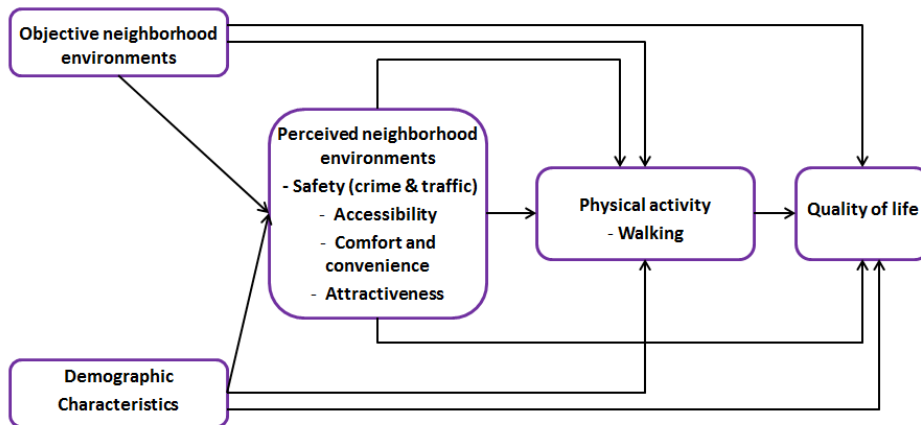 Objective neighborhood
environments
Perceived neighborhood
environments
- Safety (crime & traffic)
- Accessibility
- Comfort and
convenience
- Attractiveness
Physical activity
- Walking
Quality of life
Demographic
Characteristics